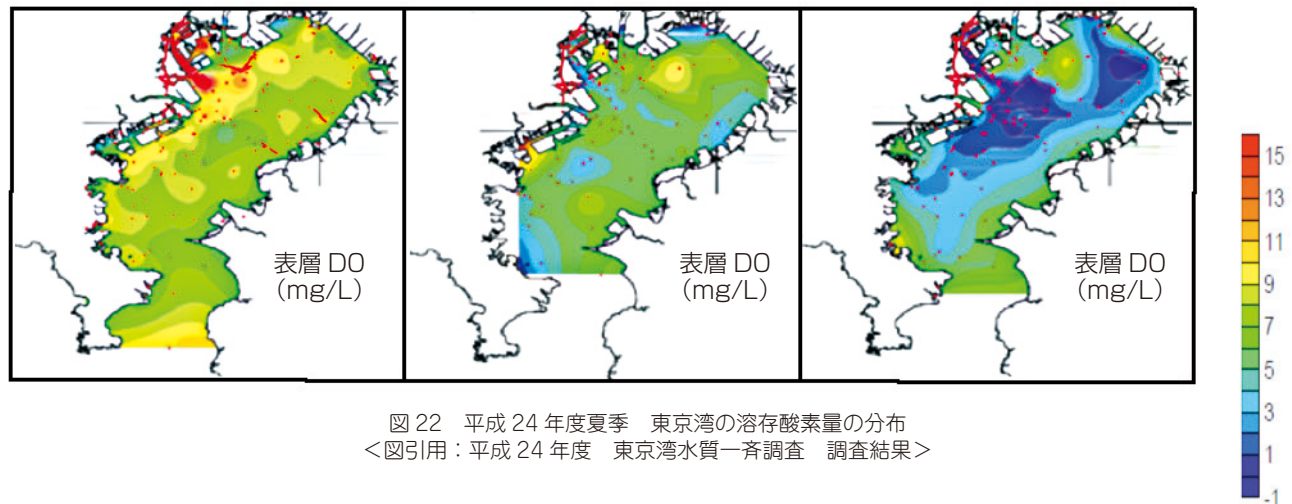 表層 DO
(mg/L)
表層 DO
(mg/L)
表層 DO
(mg/L)
15
13
11
9
7
5
3
1
-1
図 22　平成 24 年度夏季　東京湾の溶存酸素量の分布
＜図引用：平成 24 年度　東京湾水質一斉調査　調査結果＞